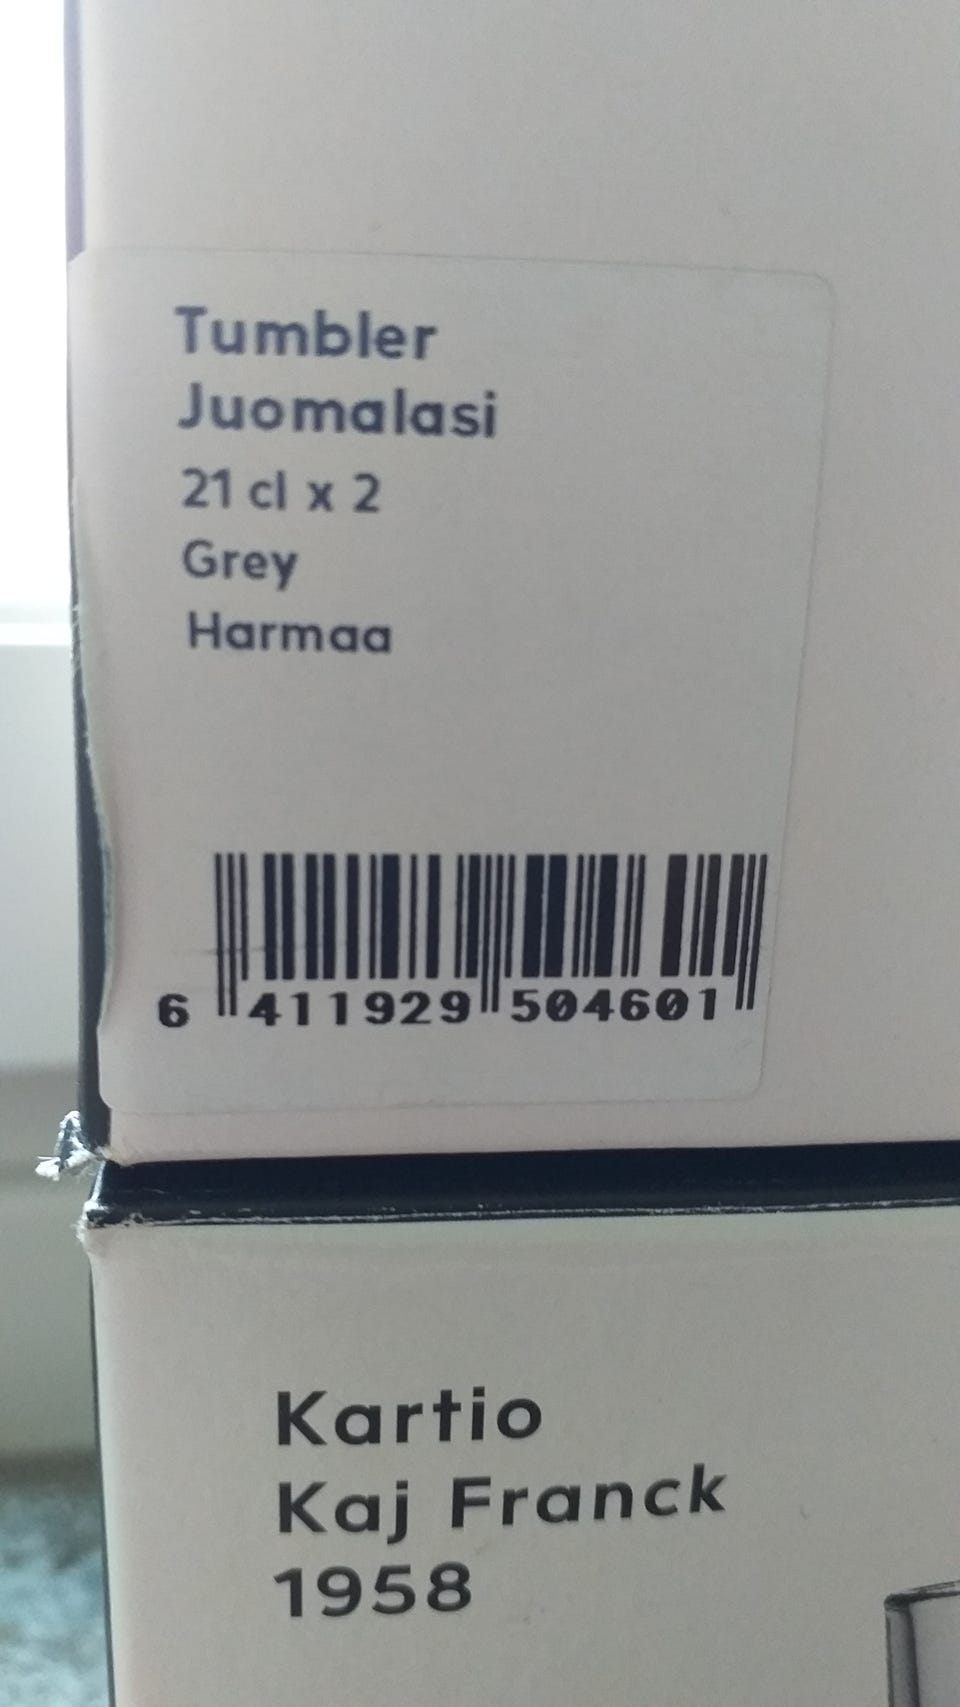 Tumbler
Juomalasi
21 cl x 2
Grey
Harmaa
6 411929 504601
Kartio
Kaj Franck
1958